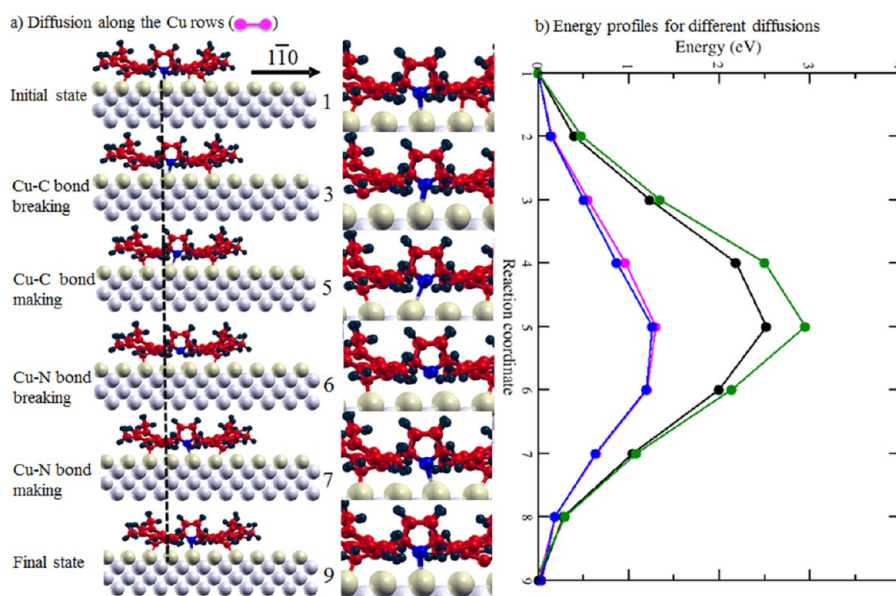 a) Diffusion along the Cu rows ( )
11̅0
Initial state
1
Cu-C bond
breaking
3
Cu-C bond
making
5
Cu-N bond
breaking
6
Cu-N bond
making
7
Final state
9
b) Energy profiles for different diffusions
Energy (eV)
0 1 2 3
1
2
3
4
5
6
7
8
9
Reaction coordinate